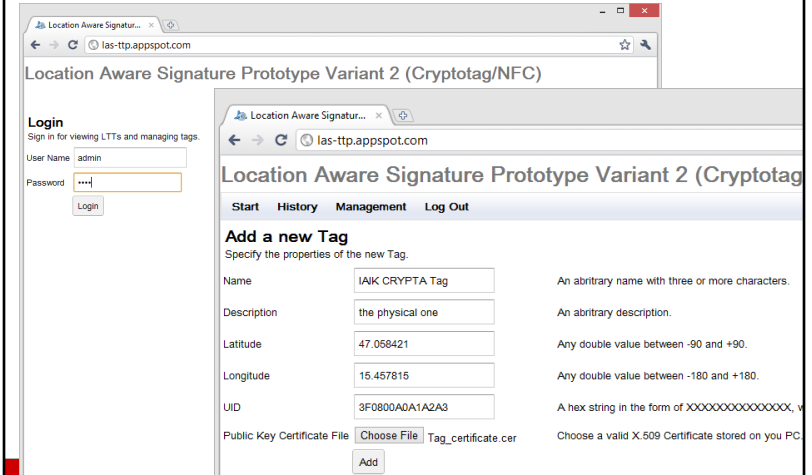 Location Aware Signatur...
las-ttp.appspot.com
Location Aware Signature Prototype Variant 2 (Cryptotag/NFC)
Login
Sign in for viewing LTTs and managing tags.
User Name admin
Password ••••
Login
Location Aware Signatur...
las-ttp.appspot.com
Location Aware Signature Prototype Variant 2 (Cryptotag
Start History Management Log Out
Add a new Tag
Specify the properties of the new Tag.
Name IAIK CRYPTA Tag An abritrary name with three or more characters.
Description the physical one An abritrary description.
Latitude 47.058421 Any double value between -90 and +90.
Longitude 15.457815 Any double value between -180 and +180.
UID 3F0800A0A1A2A3 A hex string in the form of XXXXXXXXXXXXXX, w
Public Key Certificate File Choose File Tag_certificate.cer Choose a valid X.509 Certificate stored on you PC.
Add